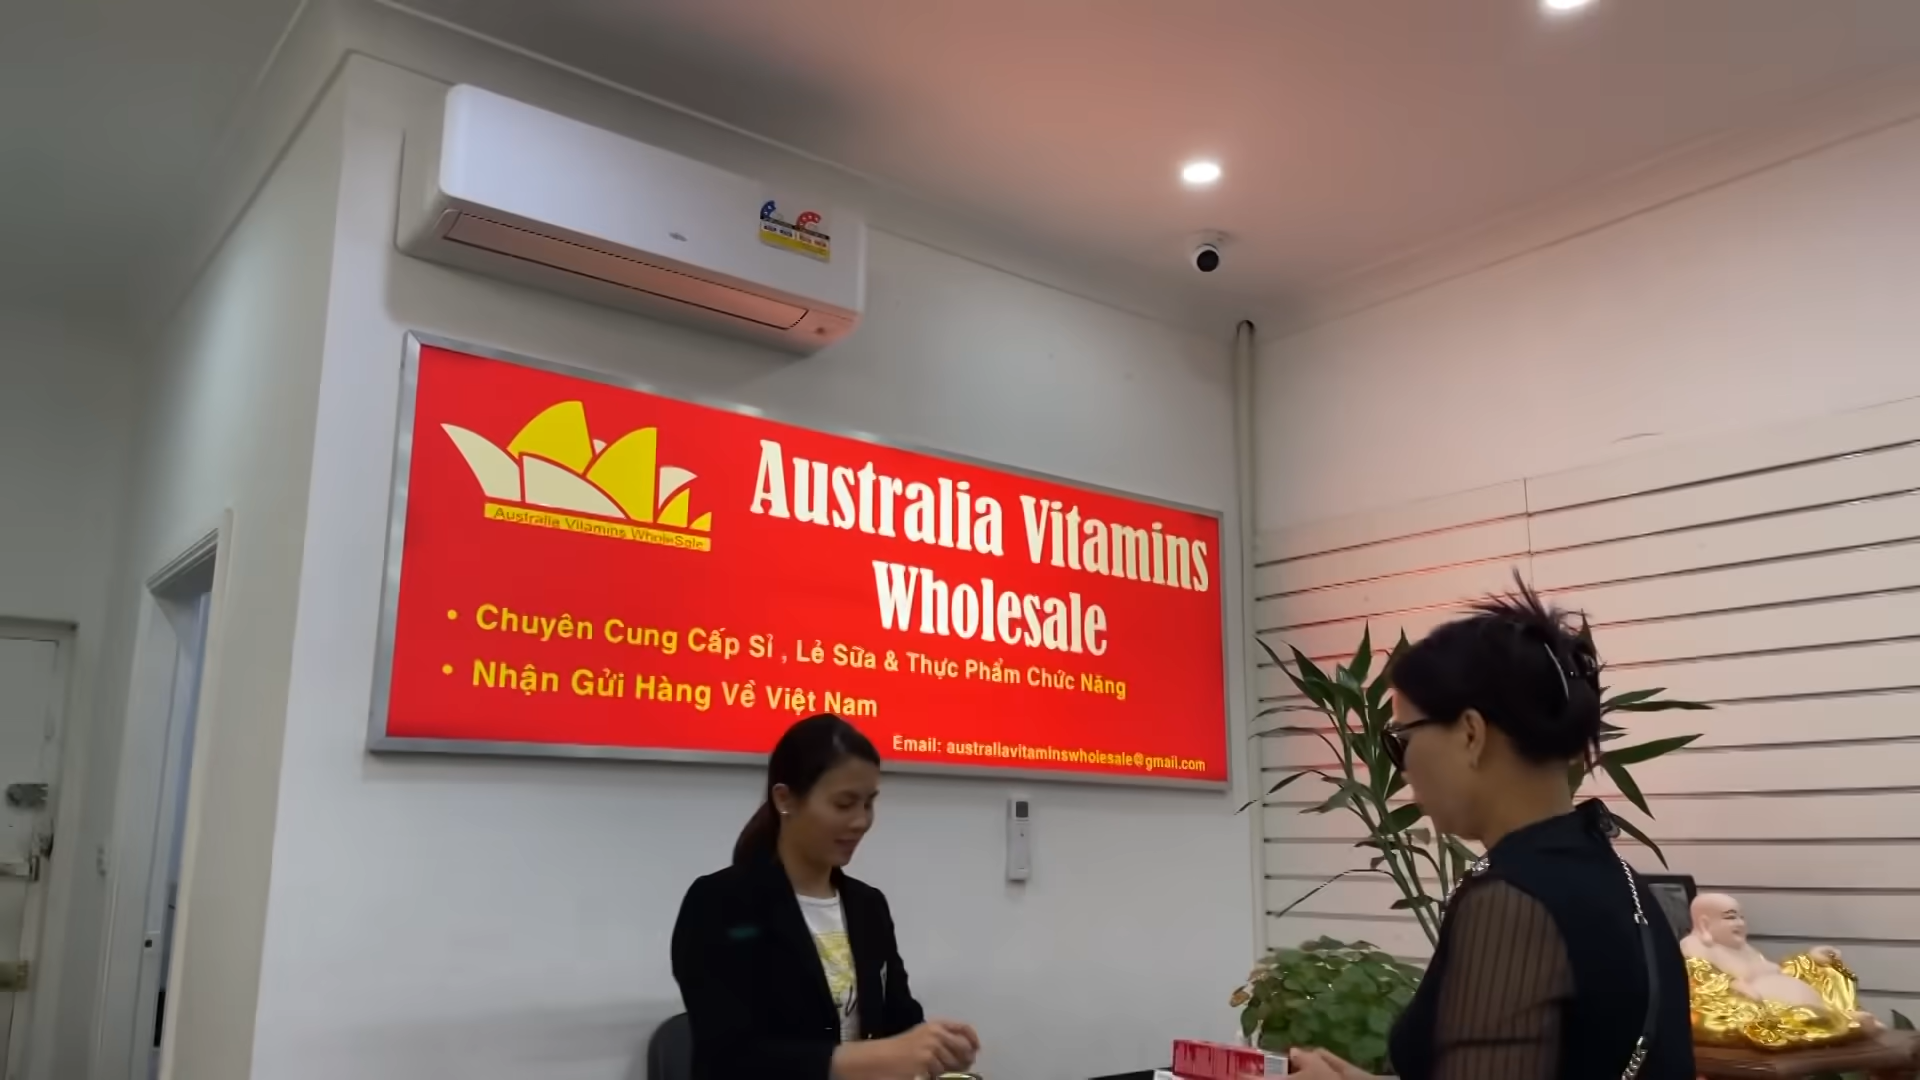 Australia Vitamins
Wholesale
Australia Vitamins WholeSale
• Chuyên Cung Cấp Sỉ , Lẻ Sữa & Thực Phẩm Chức Năng
• Nhận Gửi Hàng Về Việt Nam
Email: australiavitaminswholesale@gmail.com